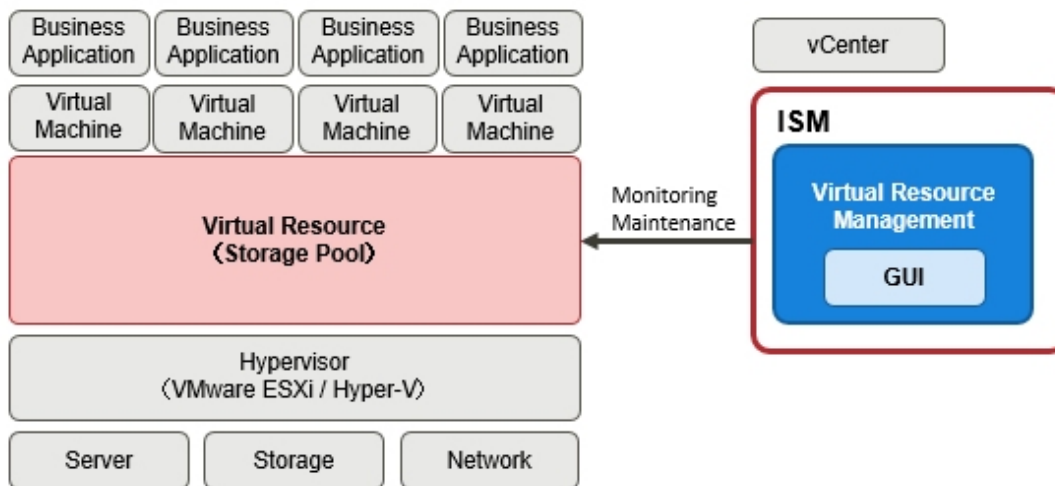 Business
Application
Business
Application
Business
Application
Business
Application
Virtual
Machine
Virtual
Machine
Virtual
Machine
Virtual
Machine
Virtual Resource
(Storage Pool)
Hypervisor
(VMware ESXi / Hyper-V)
Server
Storage
Network
Monitoring
Maintenance
vCenter
ISM
Virtual Resource
Management
GUI